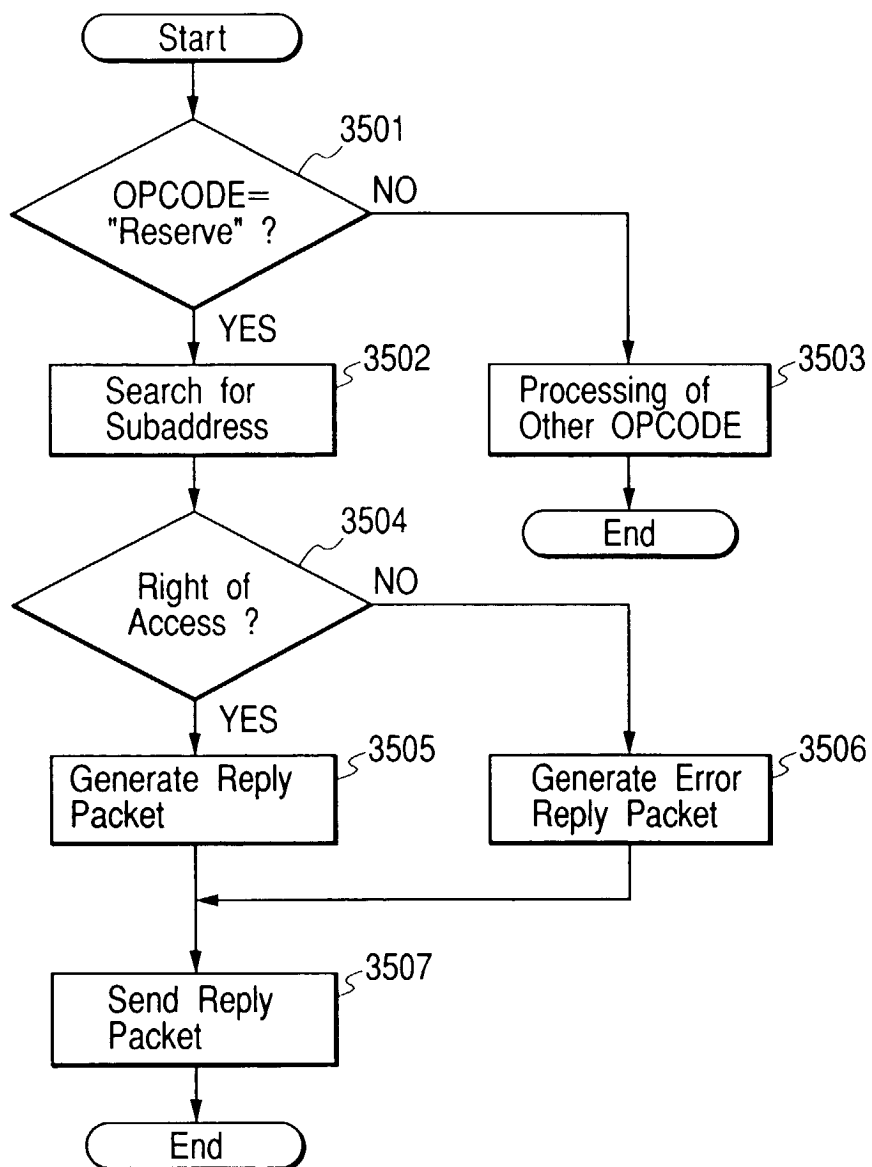 Start
3501
OPCODE=
"Reserve" ?
NO
YES
3502
Search for
Subaddress
3503
Processing of
Other OPCODE
End
3504
Right of
Access ?
NO
YES
3505
Generate Reply
Packet
3506
Generate Error
Reply Packet
3507
Send Reply
Packet
End